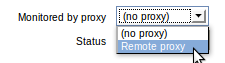 Monitored by proxy (no proxy)
(no proxy)
Status Remote proxy